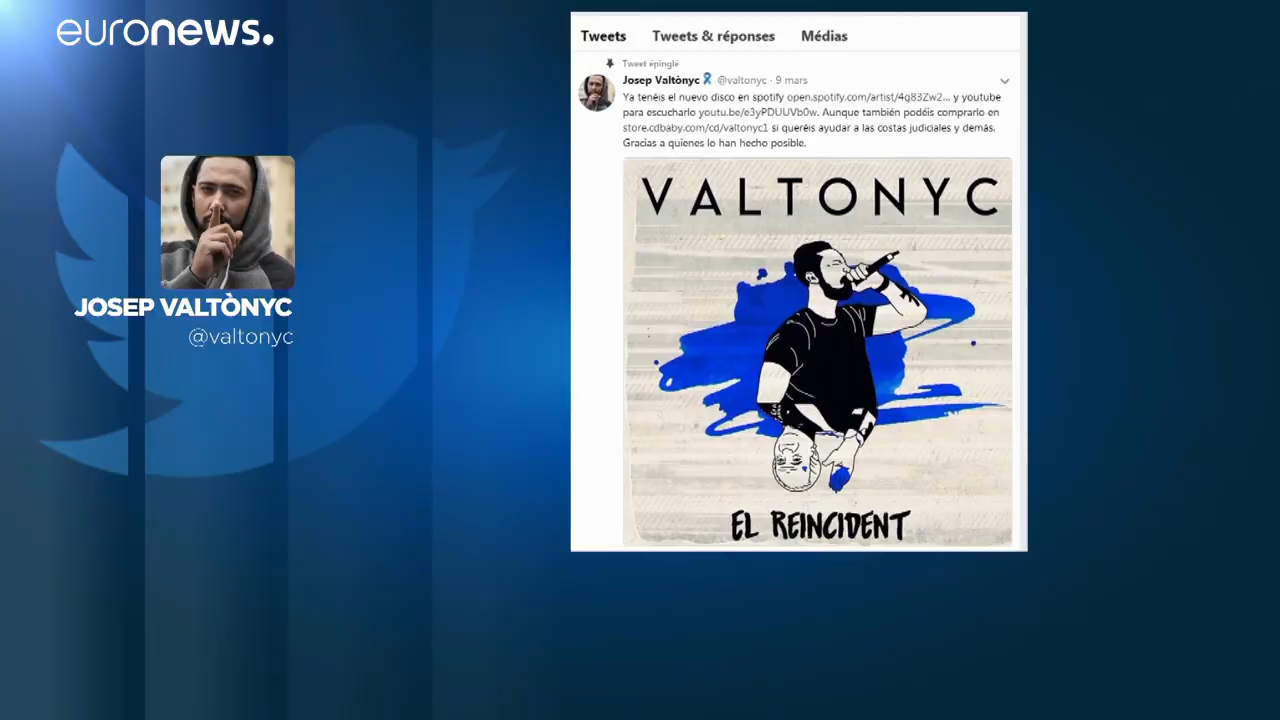 euronews.
JOSEP VALTÒNYC
@valtonyc
Tweets Tweets & réponses Médias
Tweet épinglé
Josep Valtònyc @valtonyc · 9 mars
Ya tenéis el nuevo disco en spotify open.spotify.com/artist/4g83Zw2... y youtube
para escucharlo youtu.be/e3yPDUUVb0w. Aunque también podéis comprarlo en
store.cdbaby.com/cd/valtonyc1 si queréis ayudar a las costas judiciales y demás.
Gracias a quienes lo han hecho posible.
VALTONYC
EL REINCIDENT